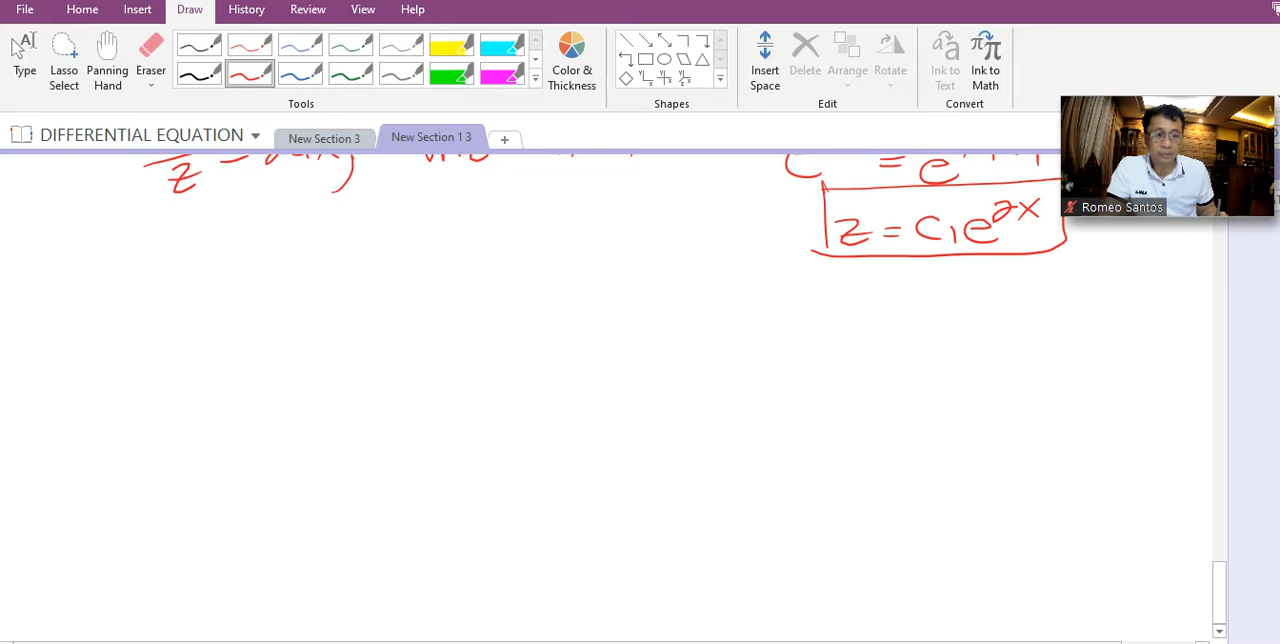 File Home Insert Draw History Review View Help
Type
Lasso Select
Panning Hand
Eraser
Color & Thickness
Insert Space
Delete
Arrange
Rotate
Ink to Text
Ink to Math
Tools
Shapes
Edit
Convert
DIFFERENTIAL EQUATION
New Section 3
New Section 1 3
Romeo Santos
z = C₁e^{2x}